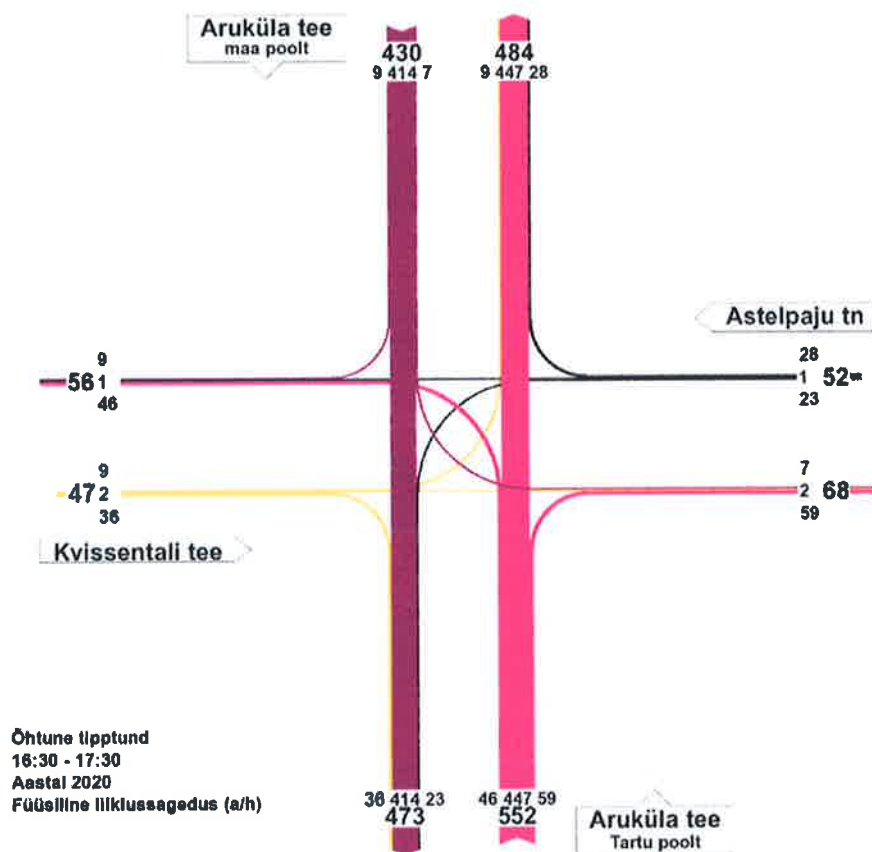 Aruküla tee
maa poolt
430
9 414 7
484
9 447 28
Astelpaju tn
9
56 1
46
28
1 52
23
9
47 2
36
7
2 68
59
Kvissentali tee
Õhtune tipptund
16:30 - 17:30
Aastal 2020
Füüsiline liiklussagedus (a/h)
36 414 23
473
46 447 59
552
Aruküla tee
Tartu poolt